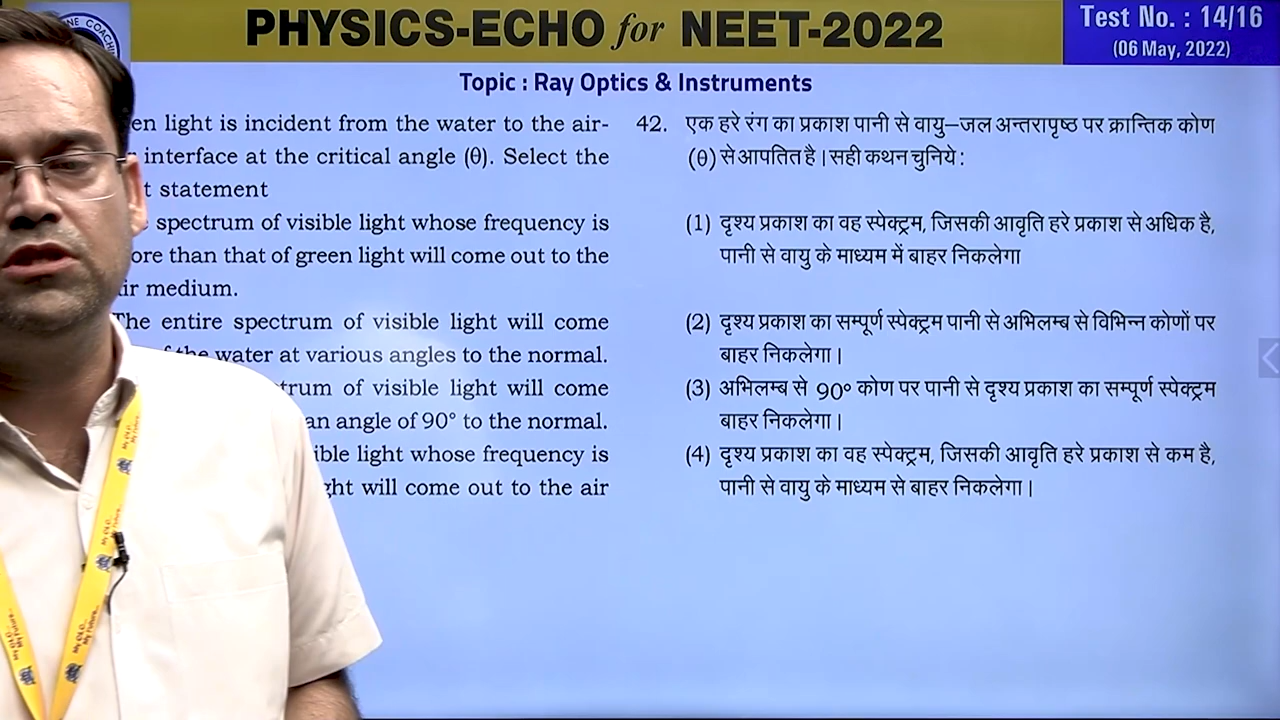 PHYSICS-ECHO for NEET-2022
Test No. : 14/16
(06 May, 2022)
Topic : Ray Optics & Instruments
light is incident from the water to the air-
interface at the critical angle (θ). Select the
statement
spectrum of visible light whose frequency is
than that of green light will come out to the
medium.
The entire spectrum of visible light will come
the water at various angles to the normal.
of visible light will come
an angle of 90° to the normal.
light whose frequency is
will come out to the air
42. एक हरे रंग का प्रकाश पानी से वायु–जल अन्तरापृष्ठ पर क्रान्तिक कोण
(θ) से आपतित है। सही कथन चुनिये :
(1) दृश्य प्रकाश का वह स्पेक्ट्रम, जिसकी आवृति हरे प्रकाश से अधिक है,
पानी से वायु के माध्यम में बाहर निकलेगा
(2) दृश्य प्रकाश का सम्पूर्ण स्पेक्ट्रम पानी से अभिलम्ब से विभिन्न कोणों पर
बाहर निकलेगा।
(3) अभिलम्ब से 90° कोण पर पानी से दृश्य प्रकाश का सम्पूर्ण स्पेक्ट्रम
बाहर निकलेगा।
(4) दृश्य प्रकाश का वह स्पेक्ट्रम, जिसकी आवृति हरे प्रकाश से कम है,
पानी से वायु के माध्यम से बाहर निकलेगा।